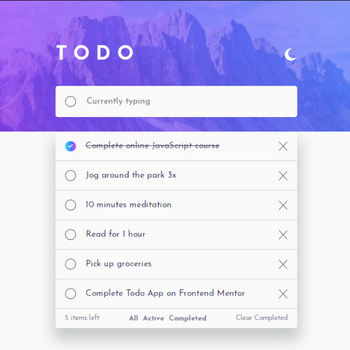 TODO
Currently typing
Complete online JavaScript course
Jog around the park 3x
10 minutes meditation
Read for 1 hour
Pick up groceries
Complete Todo App on Frontend Mentor
5 items left All Active Completed Clear Completed